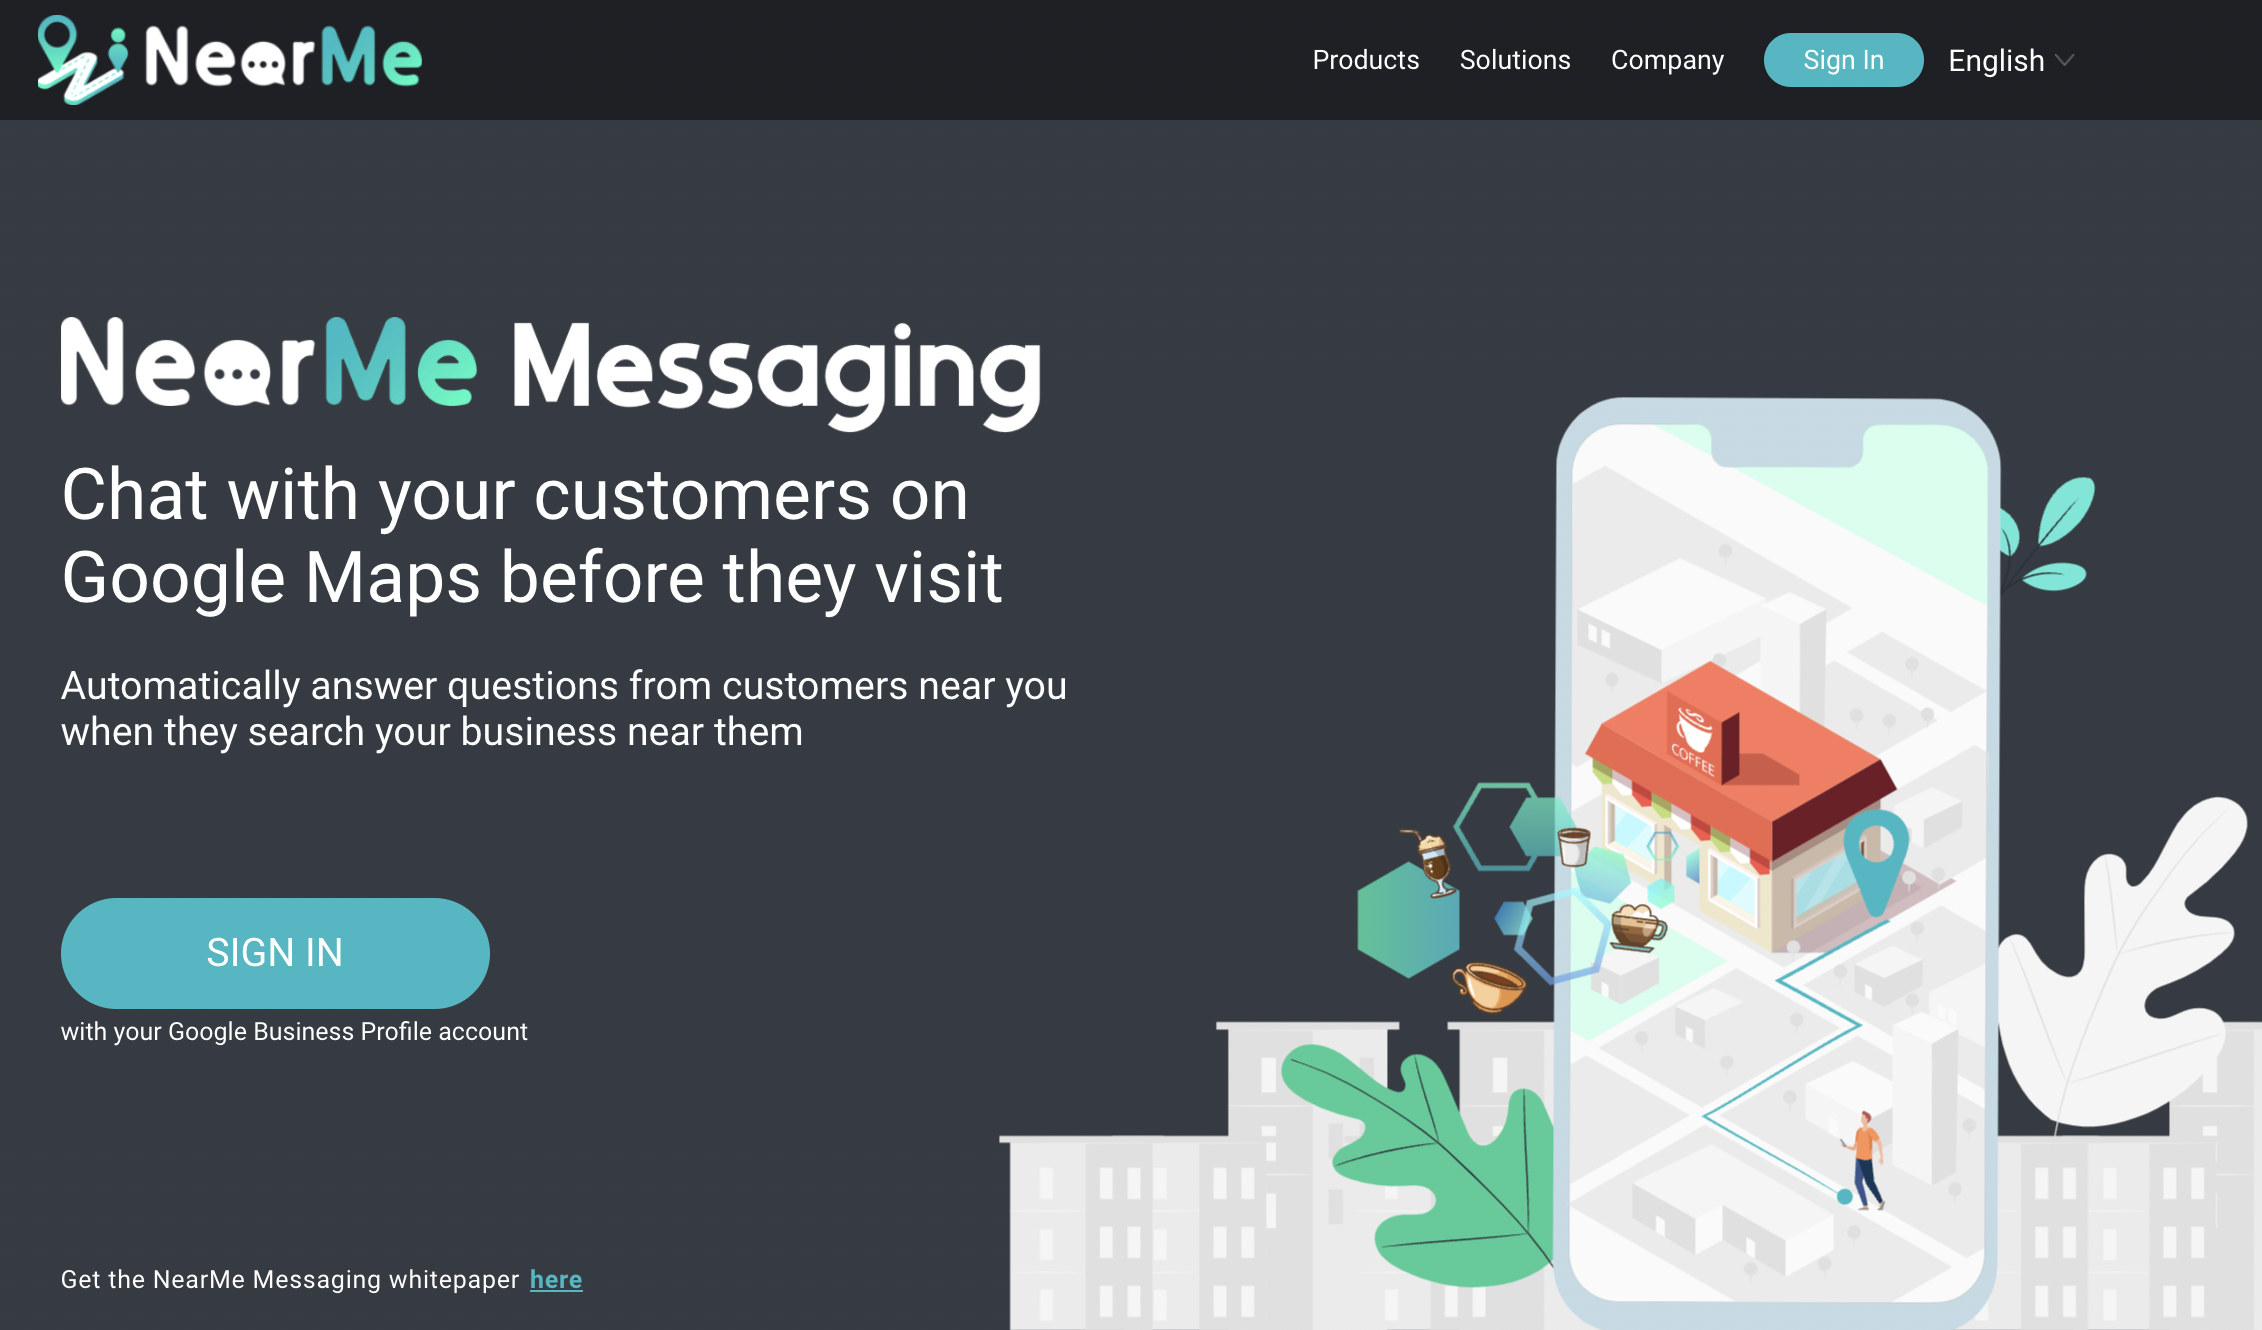 NearMe
Products
Solutions
Company
Sign In
English
NearMe Messaging
Chat with your customers on
Google Maps before they visit
Automatically answer questions from customers near you
when they search your business near them
COFFEE
SIGN IN
with your Google Business Profile account
Get the NearMe Messaging whitepaper here